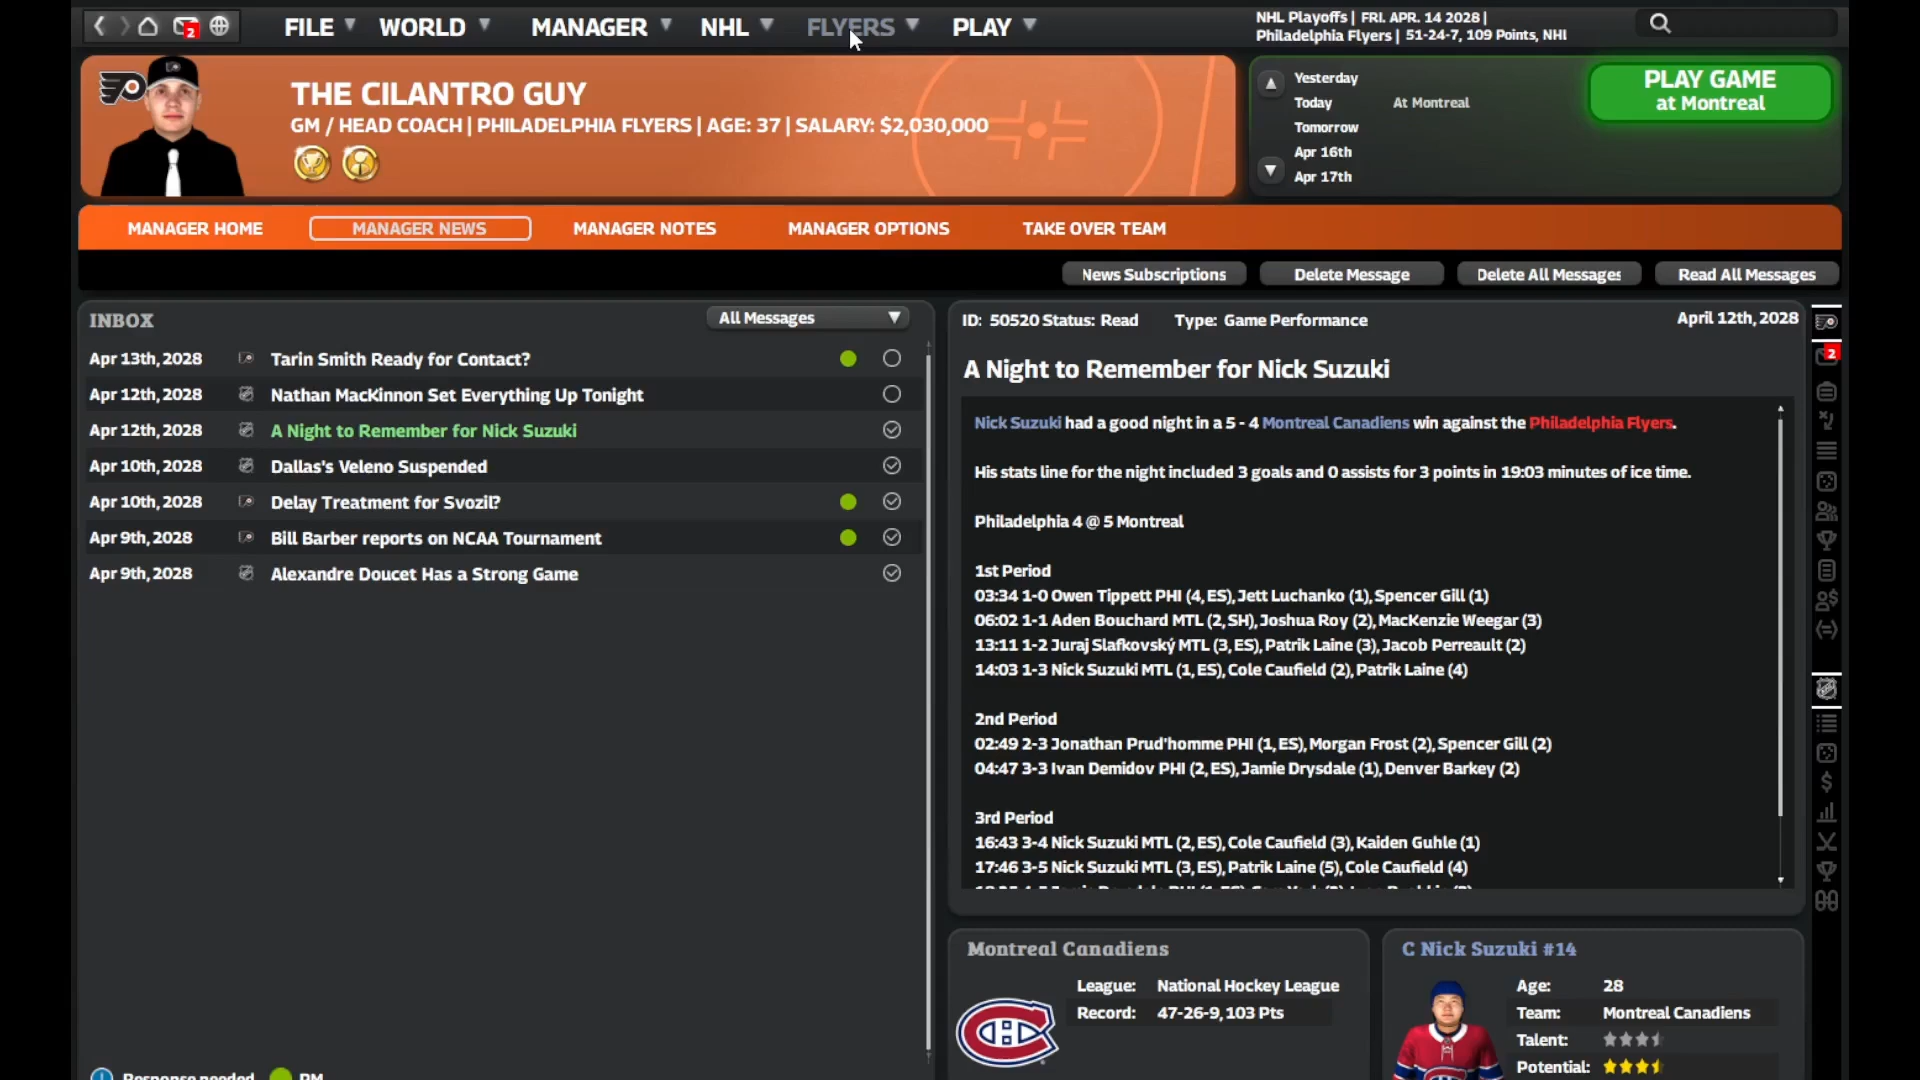 2
FILE
WORLD
MANAGER
NHL
FLYERS
PLAY
NHL Playoffs | FRI. APR. 14 2028 |
Philadelphia Flyers | 51-24-7, 109 Points, NHI
THE CILANTRO GUY
GM / HEAD COACH | PHILADELPHIA FLYERS | AGE: 37 | SALARY: $2,030,000
Yesterday
Today At Montreal
Tomorrow
Apr 16th
Apr 17th
PLAY GAME
at Montreal
MANAGER HOME
MANAGER NEWS
MANAGER NOTES
MANAGER OPTIONS
TAKE OVER TEAM
News Subscriptions
Delete Message
Delete All Messages
Read All Messages
INBOX
All Messages
Apr 13th, 2028 Tarin Smith Ready for Contact?
Apr 12th, 2028 Nathan MacKinnon Set Everything Up Tonight
Apr 12th, 2028 A Night to Remember for Nick Suzuki
Apr 10th, 2028 Dallas's Veleno Suspended
Apr 10th, 2028 Delay Treatment for Svozil?
Apr 9th, 2028 Bill Barber reports on NCAA Tournament
Apr 9th, 2028 Alexandre Doucet Has a Strong Game
Response needed
PM
ID: 50520 Status: Read Type: Game Performance
April 12th, 2028
2
A Night to Remember for Nick Suzuki
Nick Suzuki had a good night in a 5 - 4 Montreal Canadiens win against the Philadelphia Flyers.
His stats line for the night included 3 goals and 0 assists for 3 points in 19:03 minutes of ice time.
Philadelphia 4 @ 5 Montreal
1st Period
03:34 1-0 Owen Tippett PHI (4, ES), Jett Luchanko (1), Spencer Gill (1)
06:02 1-1 Aden Bouchard MTL (2, SH), Joshua Roy (2), MacKenzie Weegar (3)
13:11 1-2 Juraj Slafkovský MTL (3, ES), Patrik Laine (3), Jacob Perreault (2)
14:03 1-3 Nick Suzuki MTL (1, ES), Cole Caufield (2), Patrik Laine (4)
2nd Period
02:49 2-3 Jonathan Prud'homme PHI (1, ES), Morgan Frost (2), Spencer Gill (2)
04:47 3-3 Ivan Demidov PHI (2, ES), Jamie Drysdale (1), Denver Barkey (2)
3rd Period
16:43 3-4 Nick Suzuki MTL (2, ES), Cole Caufield (3), Kaiden Guhle (1)
17:46 3-5 Nick Suzuki MTL (3, ES), Patrik Laine (5), Cole Caufield (4)
Montreal Canadiens
League: National Hockey League
Record: 47-26-9, 103 Pts
C Nick Suzuki #14
Age: 28
Team: Montreal Canadiens
Talent:
Potential: